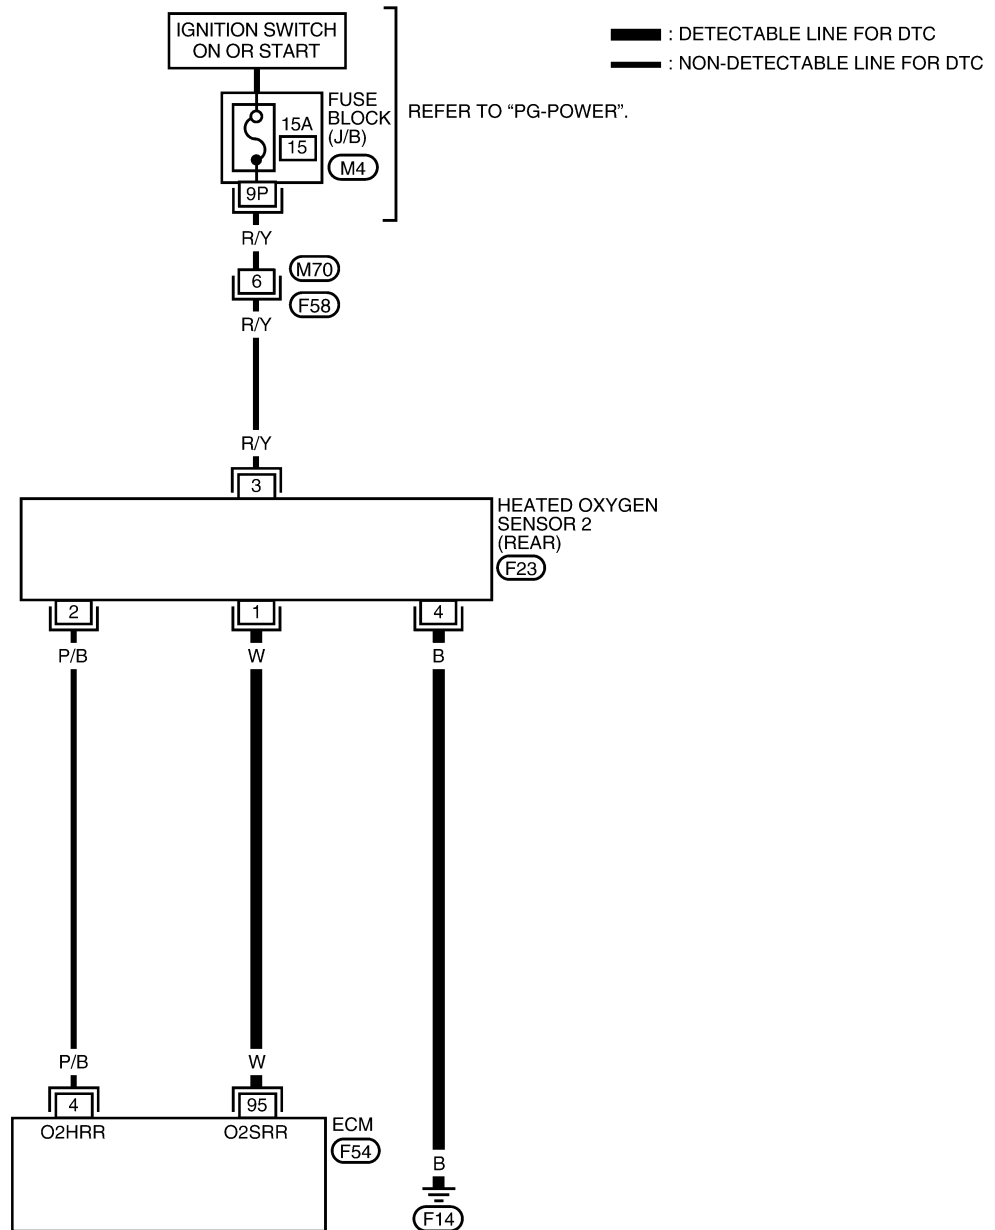 IGNITION SWITCH
ON OR START
: DETECTABLE LINE FOR DTC
: NON-DETECTABLE LINE FOR DTC
FUSE
BLOCK
(J/B)
M4
15A
15
REFER TO “PG-POWER”.
9P
R/Y
6
M70
F58
R/Y
R/Y
3
HEATED OXYGEN
SENSOR 2
(REAR)
F23
2
1
4
P/B
W
B
P/B
W
4
95
O2HRR
O2SRR
ECM
F54
B
F14